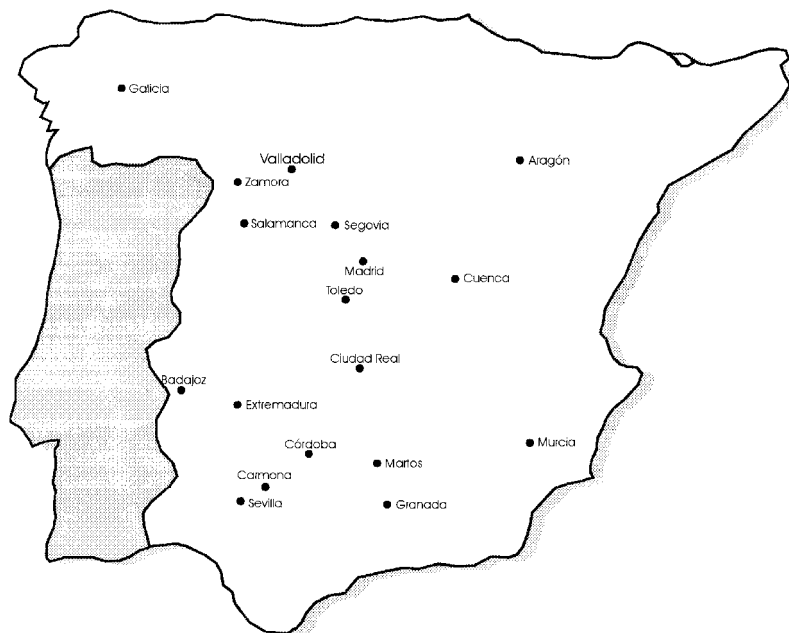 Galicia
Valladolid
Aragón
Zamora
Salamanca
Segovia
Madrid
Cuenca
Toledo
Ciudad Real
Badajoz
Extremadura
Córdoba
Murcia
Martos
Carmona
Sevilla
Granada